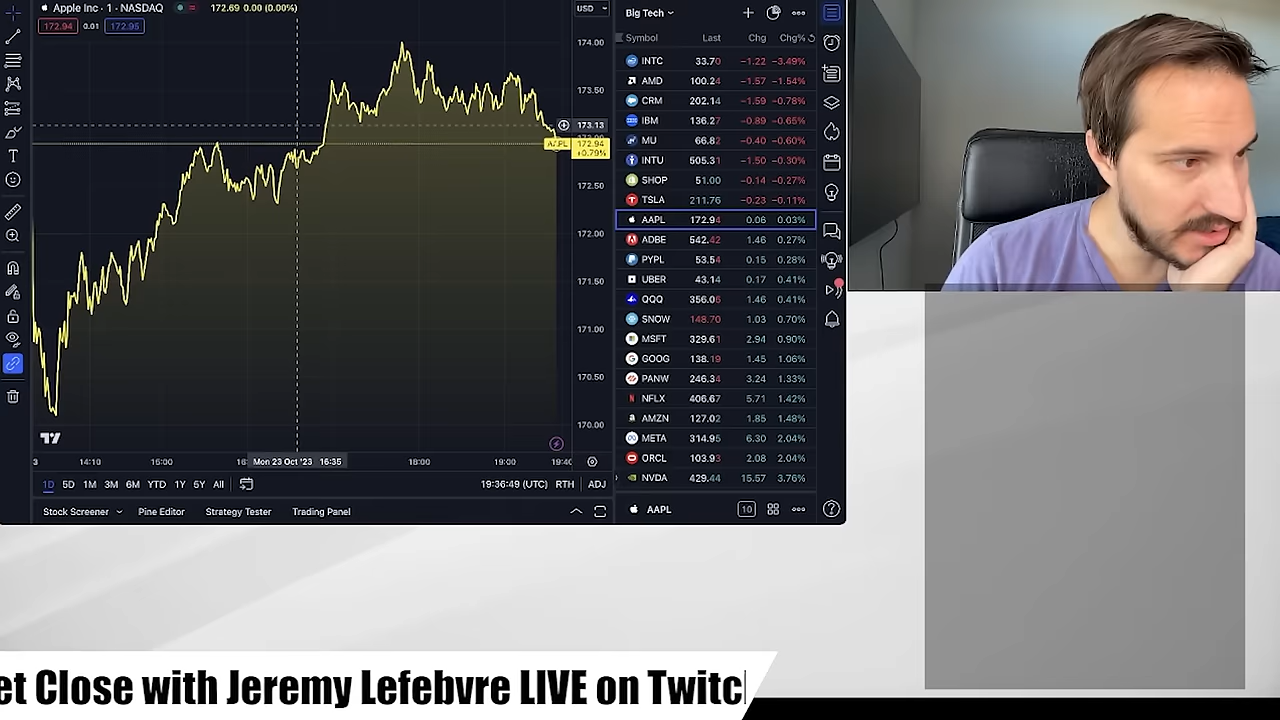 Apple Inc · 1 · NASDAQ 172.69 0.00 (0.00%)
172.94 0.01 172.95
USD
174.00
173.50
173.13
AAPL 172.94
+0.79%
172.50
172.00
171.50
171.00
170.50
170.00
3 14:10 15:00 16: Mon 23 Oct '23 16:35 18:00 19:00 19:40
1D 5D 1M 3M 6M YTD 1Y 5Y All 19:36:49 (UTC) RTH ADJ
Stock Screener Pine Editor Strategy Tester Trading Panel
Big Tech
Symbol Last Chg Chg%
INTC 33.70 −1.22 −3.49%
AMD 100.24 −1.57 −1.54%
CRM 202.14 −1.59 −0.78%
IBM 136.27 −0.89 −0.65%
MU 66.82 −0.40 −0.60%
INTU 505.31 −1.50 −0.30%
SHOP 51.00 −0.14 −0.27%
TSLA 211.76 −0.23 −0.11%
AAPL 172.94 0.06 0.03%
ADBE 542.42 1.46 0.27%
PYPL 53.54 0.15 0.28%
UBER 43.14 0.17 0.41%
QQQ 356.05 1.46 0.41%
SNOW 148.70 1.03 0.70%
MSFT 329.61 2.94 0.90%
GOOG 138.19 1.45 1.06%
PANW 246.34 3.24 1.33%
NFLX 406.67 5.71 1.42%
AMZN 127.02 1.85 1.48%
META 314.95 6.30 2.04%
ORCL 103.93 2.08 2.04%
NVDA 429.44 15.57 3.76%
AAPL 10
et Close with Jeremy Lefebvre LIVE on Twitc